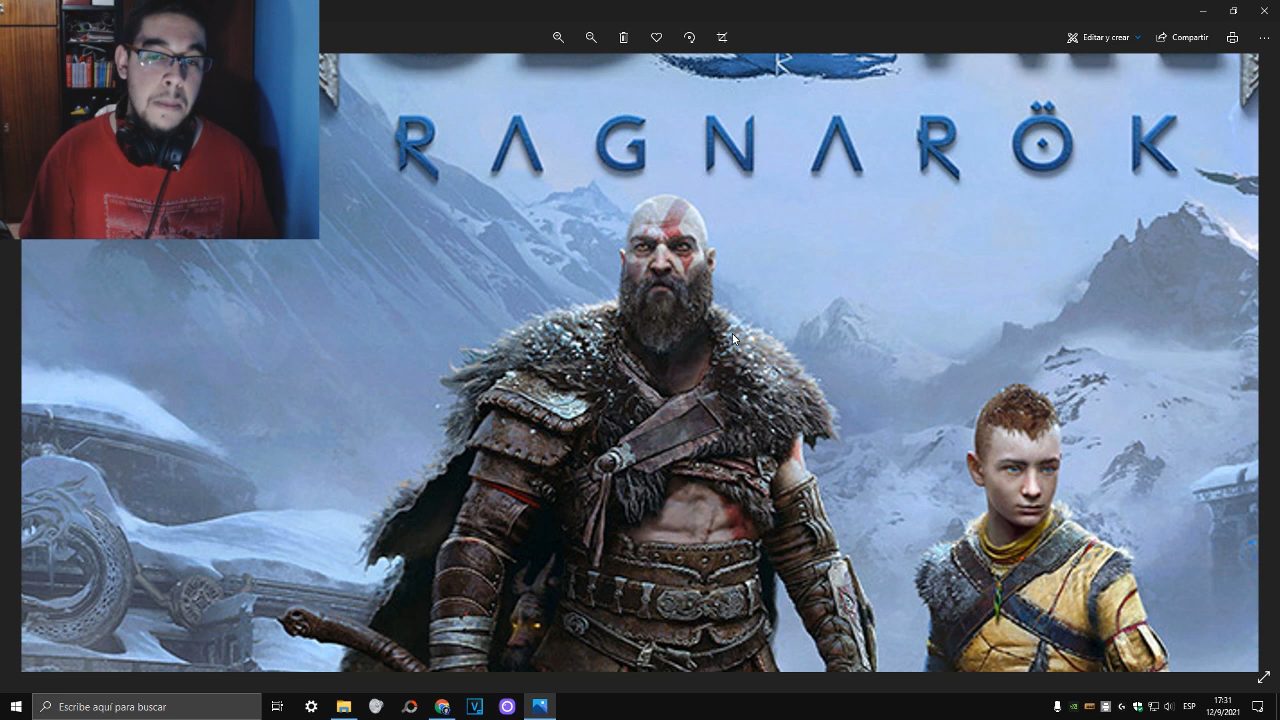 Editar y crear
Compartir
RAGNARÖK
Escribe aquí para buscar
ESP
17:31
12/9/2021